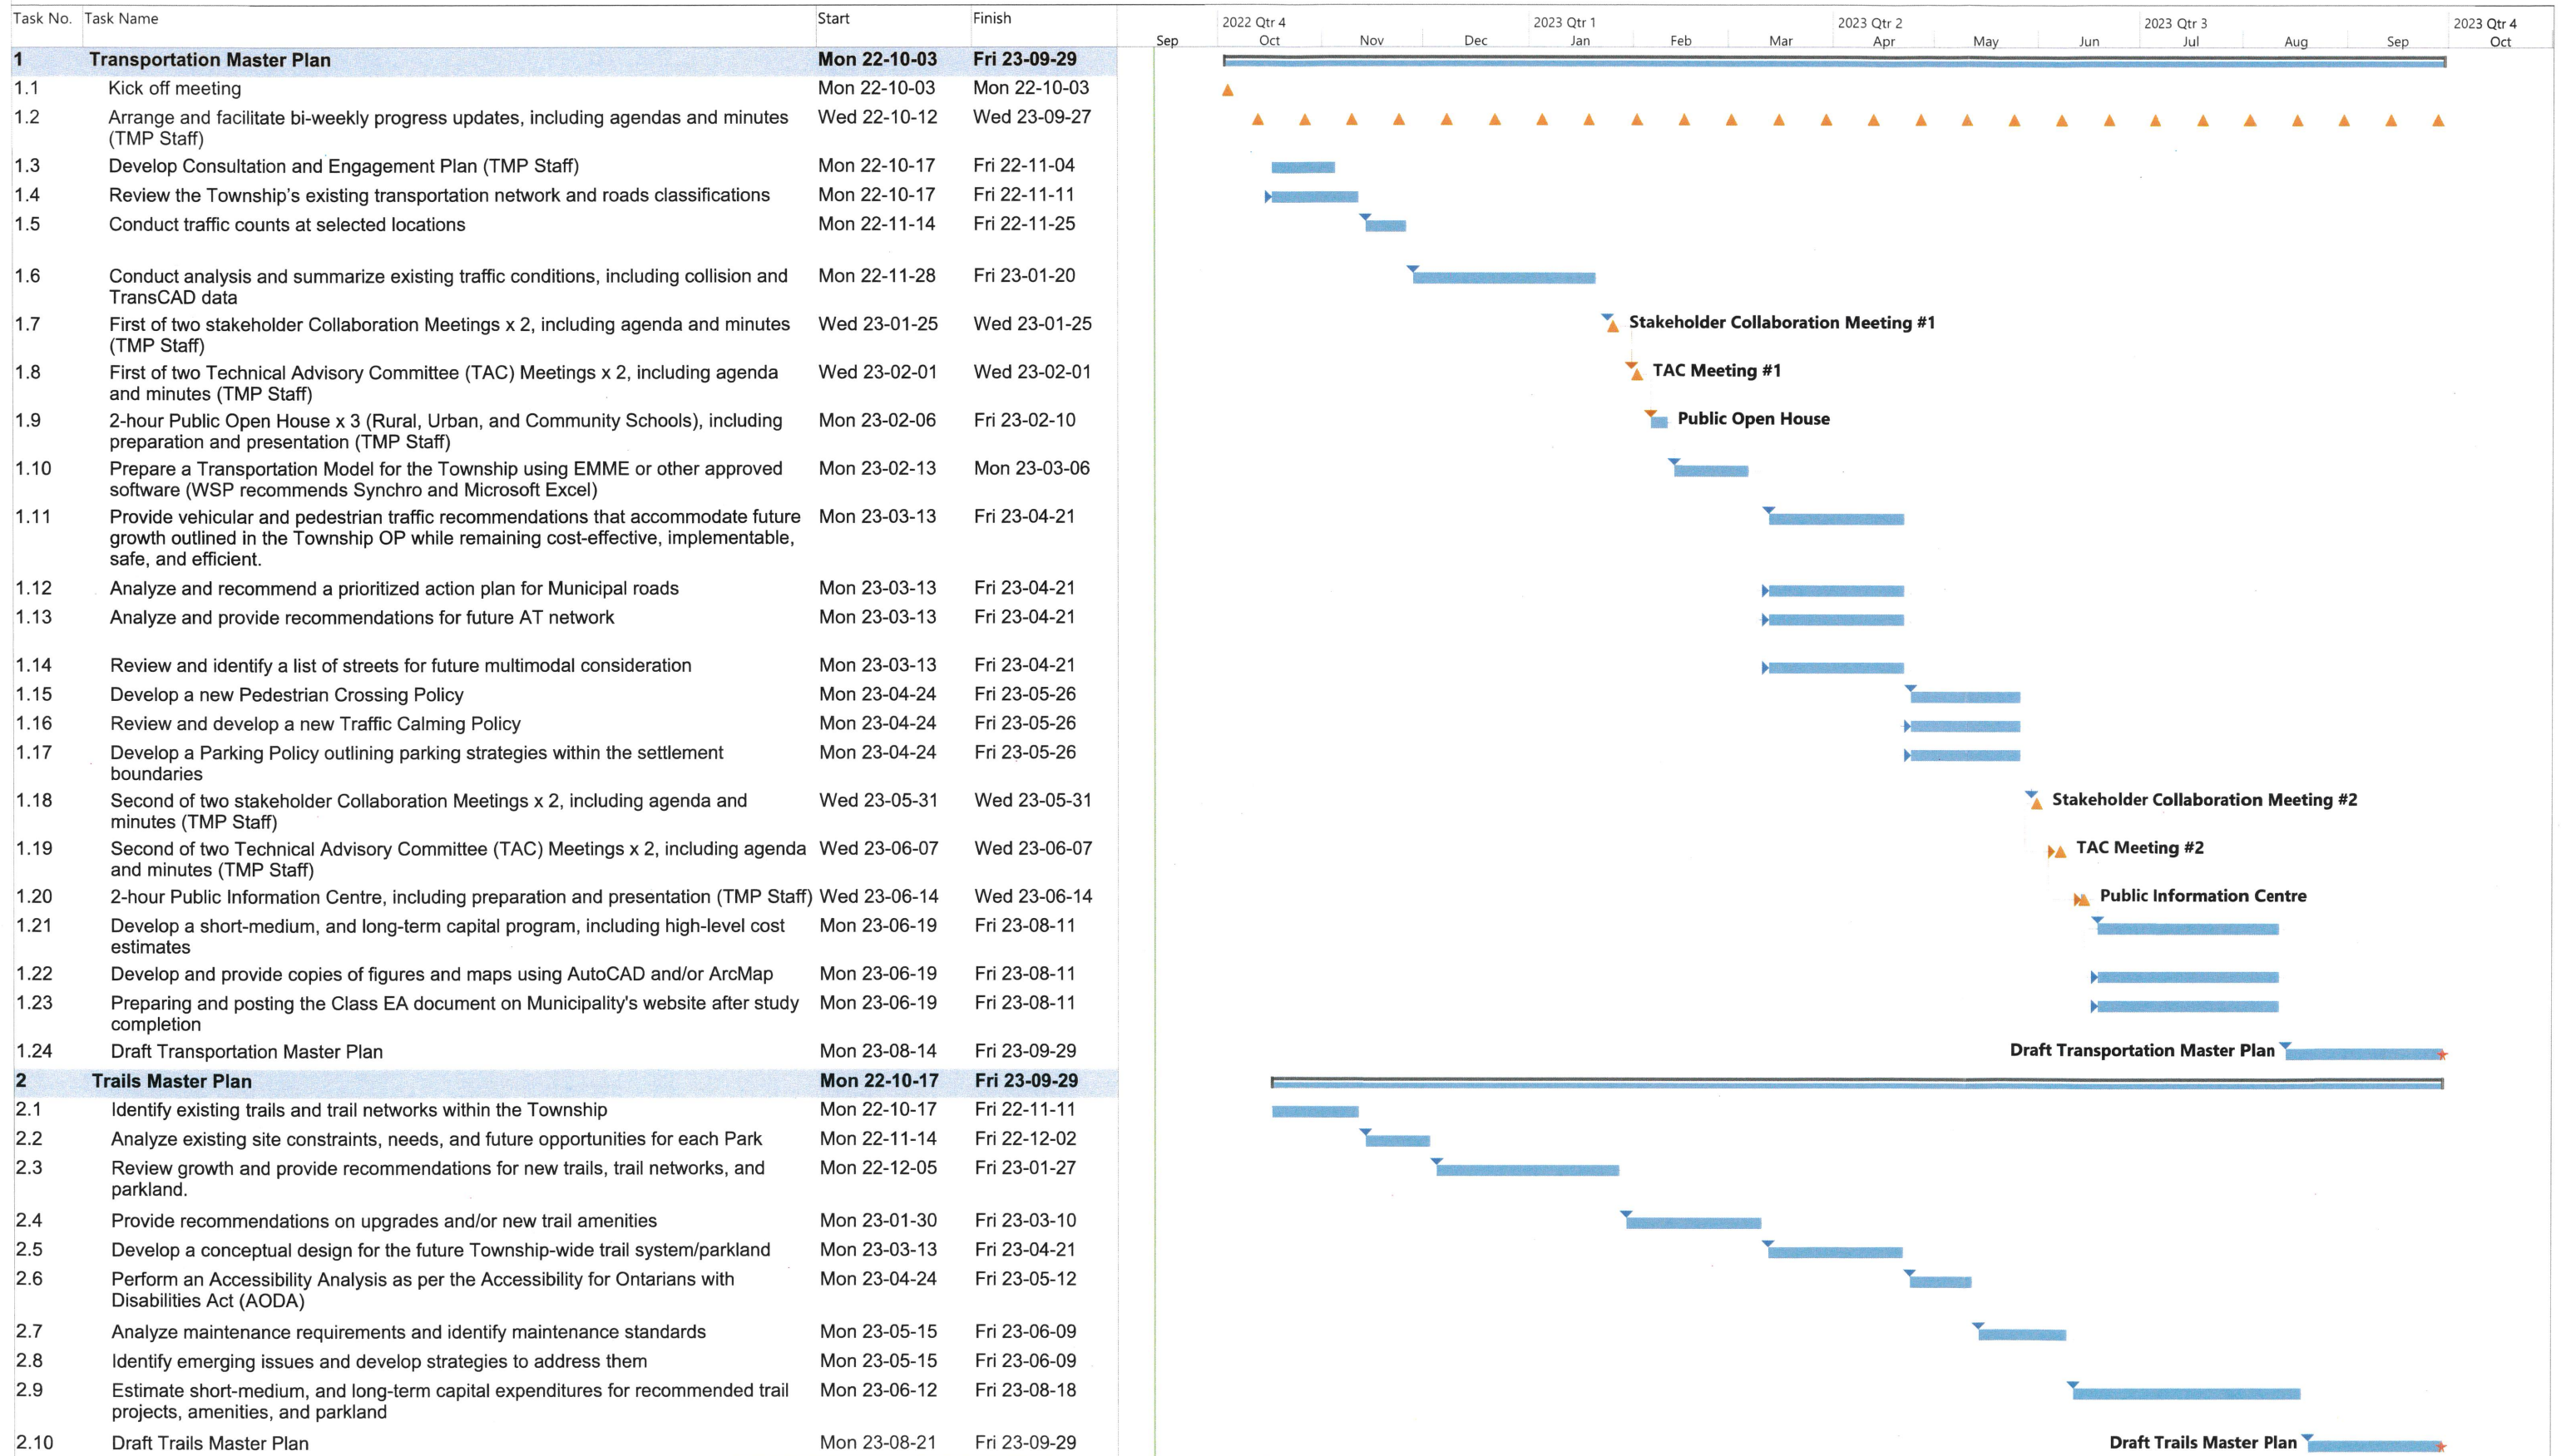 Task No. Task Name Start Finish 2022 Qtr 4 2023 Qtr 1 2023 Qtr 2 2023 Qtr 3 2023 Qtr 4
Sep Oct Nov Dec Jan Feb Mar Apr May Jun Jul Aug Sep Oct
1 Transportation Master Plan Mon 22-10-03 Fri 23-09-29
1.1 Kick off meeting Mon 22-10-03 Mon 22-10-03
1.2 Arrange and facilitate bi-weekly progress updates, including agendas and minutes Wed 22-10-12 Wed 23-09-27
(TMP Staff)
1.3 Develop Consultation and Engagement Plan (TMP Staff) Mon 22-10-17 Fri 22-11-04
1.4 Review the Township's existing transportation network and roads classifications Mon 22-10-17 Fri 22-11-11
1.5 Conduct traffic counts at selected locations Mon 22-11-14 Fri 22-11-25
1.6 Conduct analysis and summarize existing traffic conditions, including collision and Mon 22-11-28 Fri 23-01-20
TransCAD data
1.7 First of two stakeholder Collaboration Meetings x 2, including agenda and minutes Wed 23-01-25 Wed 23-01-25 Stakeholder Collaboration Meeting #1
(TMP Staff)
1.8 First of two Technical Advisory Committee (TAC) Meetings x 2, including agenda Wed 23-02-01 Wed 23-02-01 TAC Meeting #1
and minutes (TMP Staff)
1.9 2-hour Public Open House x 3 (Rural, Urban, and Community Schools), including Mon 23-02-06 Fri 23-02-10 Public Open House
preparation and presentation (TMP Staff)
1.10 Prepare a Transportation Model for the Township using EMME or other approved Mon 23-02-13 Mon 23-03-06
software (WSP recommends Synchro and Microsoft Excel)
1.11 Provide vehicular and pedestrian traffic recommendations that accommodate future Mon 23-03-13 Fri 23-04-21
growth outlined in the Township OP while remaining cost-effective, implementable,
safe, and efficient.
1.12 Analyze and recommend a prioritized action plan for Municipal roads Mon 23-03-13 Fri 23-04-21
1.13 Analyze and provide recommendations for future AT network Mon 23-03-13 Fri 23-04-21
1.14 Review and identify a list of streets for future multimodal consideration Mon 23-03-13 Fri 23-04-21
1.15 Develop a new Pedestrian Crossing Policy Mon 23-04-24 Fri 23-05-26
1.16 Review and develop a new Traffic Calming Policy Mon 23-04-24 Fri 23-05-26
1.17 Develop a Parking Policy outlining parking strategies within the settlement Mon 23-04-24 Fri 23-05-26
boundaries
1.18 Second of two stakeholder Collaboration Meetings x 2, including agenda and Wed 23-05-31 Wed 23-05-31 Stakeholder Collaboration Meeting #2
minutes (TMP Staff)
1.19 Second of two Technical Advisory Committee (TAC) Meetings x 2, including agenda Wed 23-06-07 Wed 23-06-07 TAC Meeting #2
and minutes (TMP Staff)
1.20 2-hour Public Information Centre, including preparation and presentation (TMP Staff) Wed 23-06-14 Wed 23-06-14 Public Information Centre
1.21 Develop a short-medium, and long-term capital program, including high-level cost Mon 23-06-19 Fri 23-08-11
estimates
1.22 Develop and provide copies of figures and maps using AutoCAD and/or ArcMap Mon 23-06-19 Fri 23-08-11
1.23 Preparing and posting the Class EA document on Municipality's website after study Mon 23-06-19 Fri 23-08-11
completion
1.24 Draft Transportation Master Plan Mon 23-08-14 Fri 23-09-29 Draft Transportation Master Plan
2 Trails Master Plan Mon 22-10-17 Fri 23-09-29
2.1 Identify existing trails and trail networks within the Township Mon 22-10-17 Fri 22-11-11
2.2 Analyze existing site constraints, needs, and future opportunities for each Park Mon 22-11-14 Fri 22-12-02
2.3 Review growth and provide recommendations for new trails, trail networks, and Mon 22-12-05 Fri 23-01-27
parkland.
2.4 Provide recommendations on upgrades and/or new trail amenities Mon 23-01-30 Fri 23-03-10
2.5 Develop a conceptual design for the future Township-wide trail system/parkland Mon 23-03-13 Fri 23-04-21
2.6 Perform an Accessibility Analysis as per the Accessibility for Ontarians with Mon 23-04-24 Fri 23-05-12
Disabilities Act (AODA)
2.7 Analyze maintenance requirements and identify maintenance standards Mon 23-05-15 Fri 23-06-09
2.8 Identify emerging issues and develop strategies to address them Mon 23-05-15 Fri 23-06-09
2.9 Estimate short-medium, and long-term capital expenditures for recommended trail Mon 23-06-12 Fri 23-08-18
projects, amenities, and parkland
2.10 Draft Trails Master Plan Mon 23-08-21 Fri 23-09-29 Draft Trails Master Plan